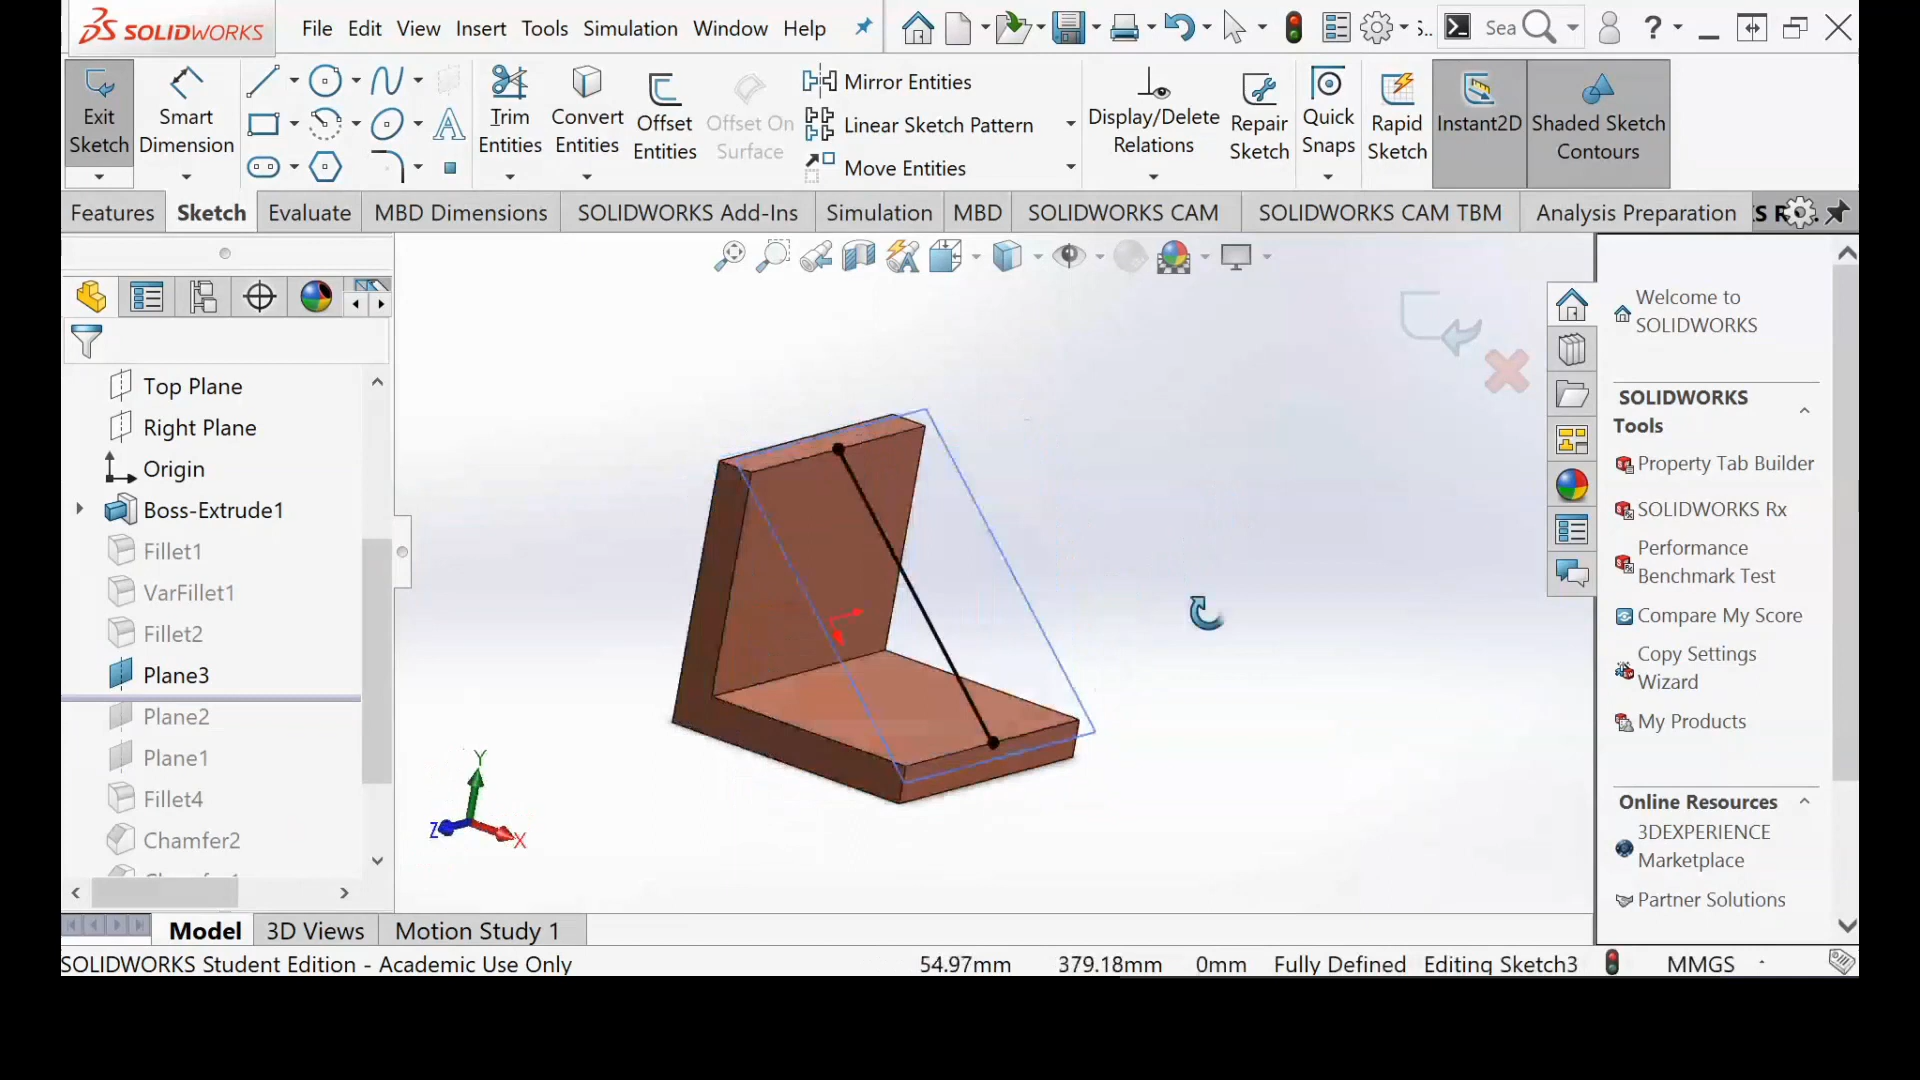 SOLIDWORKS File Edit View Insert Tools Simulation Window Help S.. Sea ?
Exit Sketch
Smart Dimension
Trim Entities
Convert Entities
Offset Entities
Offset On Surface
Mirror Entities
Linear Sketch Pattern
Move Entities
Display/Delete Relations
Repair Sketch
Quick Snaps
Rapid Sketch
Instant2D
Shaded Sketch Contours
Features Sketch Evaluate MBD Dimensions SOLIDWORKS Add-Ins Simulation MBD SOLIDWORKS CAM SOLIDWORKS CAM TBM Analysis Preparation
Top Plane
Right Plane
Origin
Boss-Extrude1
Fillet1
VarFillet1
Fillet2
Plane3
Plane2
Plane1
Fillet4
Chamfer2
Y
Z
X
Welcome to
SOLIDWORKS
SOLIDWORKS
Tools
Property Tab Builder
SOLIDWORKS Rx
Performance
Benchmark Test
Compare My Score
Copy Settings
Wizard
My Products
Online Resources
3DEXPERIENCE
Marketplace
Partner Solutions
Model 3D Views Motion Study 1
SOLIDWORKS Student Edition - Academic Use Only 54.97mm 379.18mm 0mm Fully Defined Editing Sketch3 MMGS